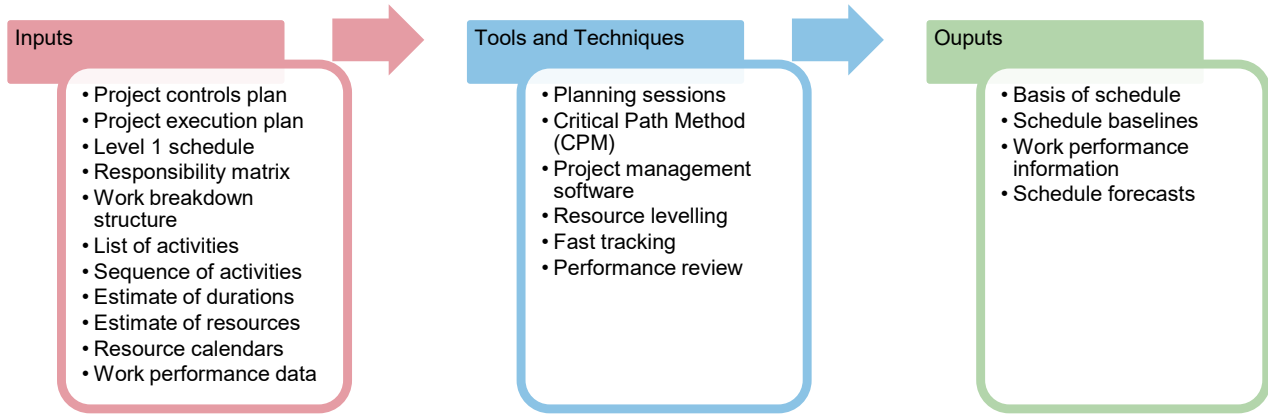 Inputs
• Project controls plan
• Project execution plan
• Level 1 schedule
• Responsibility matrix
• Work breakdown
structure
• List of activities
• Sequence of activities
• Estimate of durations
• Estimate of resources
• Resource calendars
• Work performance data
Tools and Techniques
• Planning sessions
• Critical Path Method
(CPM)
• Project management
software
• Resource levelling
• Fast tracking
• Performance review
Ouputs
• Basis of schedule
• Schedule baselines
• Work performance
information
• Schedule forecasts